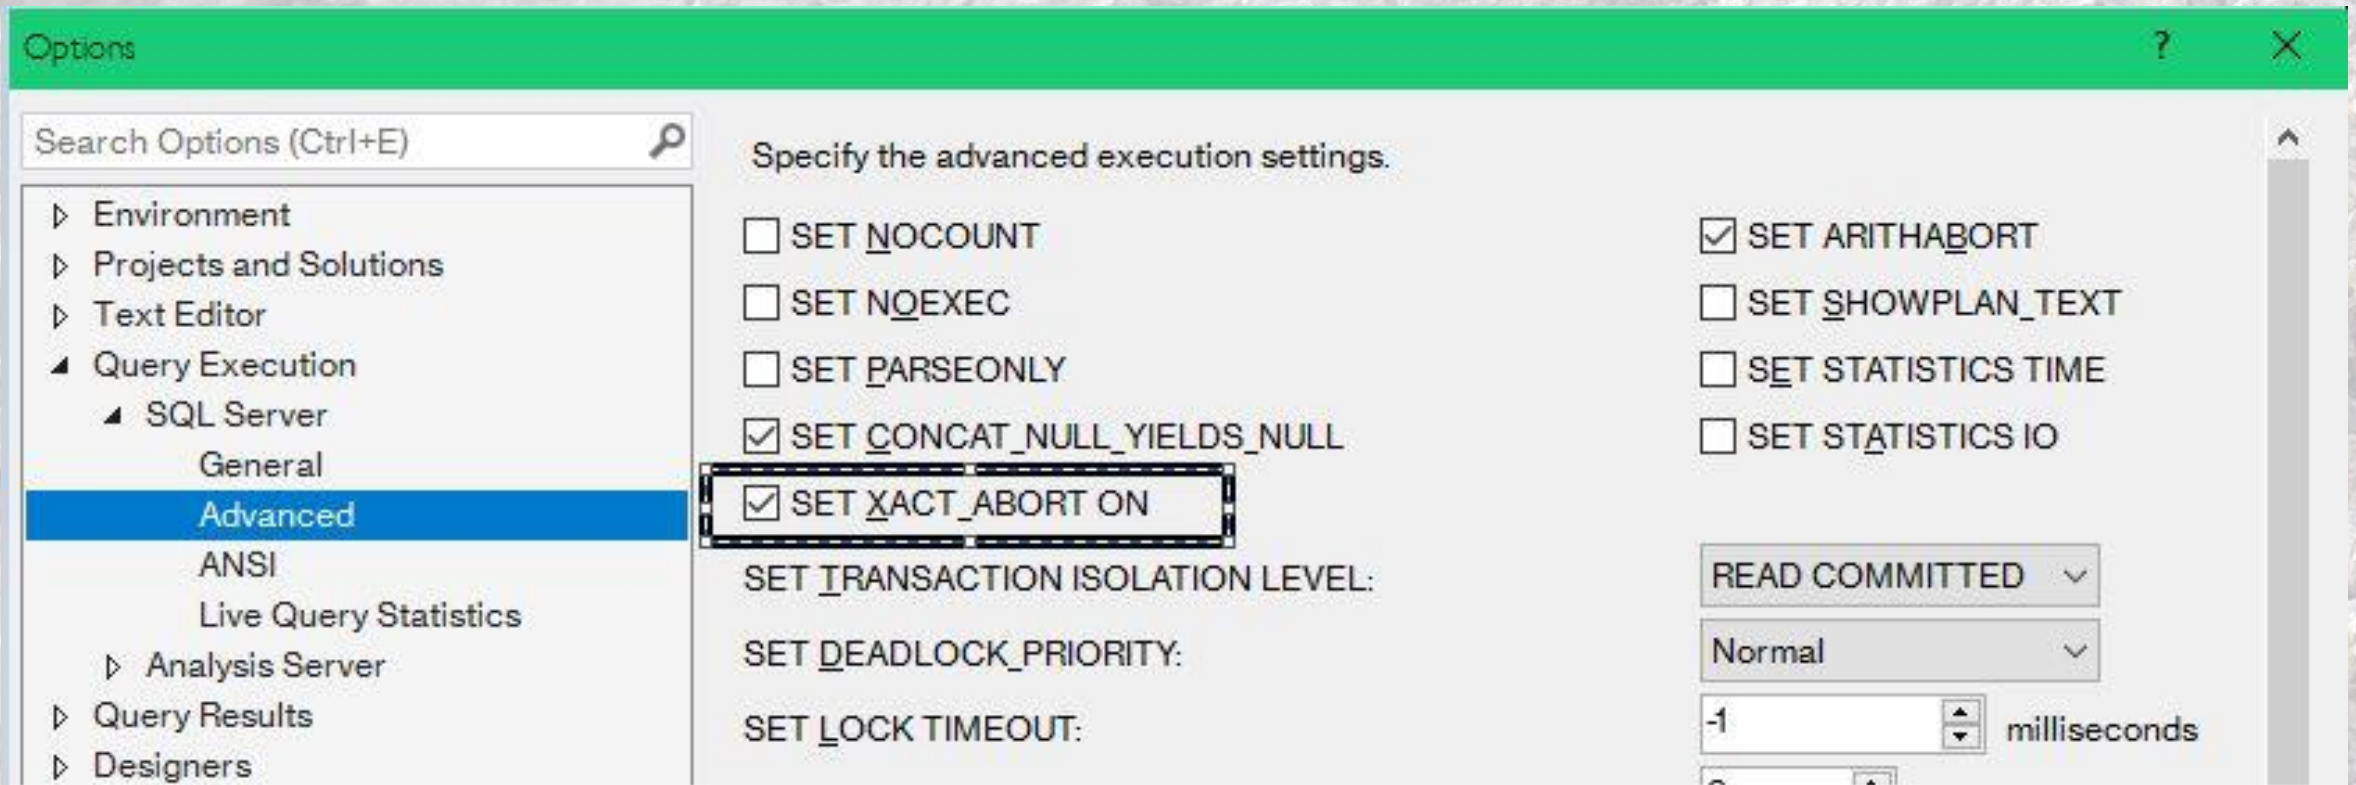 Options
?
Search Options (Ctrl+E)
Environment
Projects and Solutions
Text Editor
Query Execution
SQL Server
General
Advanced
ANSI
Live Query Statistics
Analysis Server
Query Results
Designers
Specify the advanced execution settings.
SET NOCOUNT
SET NOEXEC
SET PARSEONLY
SET CONCAT_NULL_YIELDS_NULL
SET XACT_ABORT ON
SET ARITHABORT
SET SHOWPLAN_TEXT
SET STATISTICS TIME
SET STATISTICS IO
SET TRANSACTION ISOLATION LEVEL: READ COMMITTED
SET DEADLOCK_PRIORITY: Normal
SET LOCK TIMEOUT: -1 milliseconds